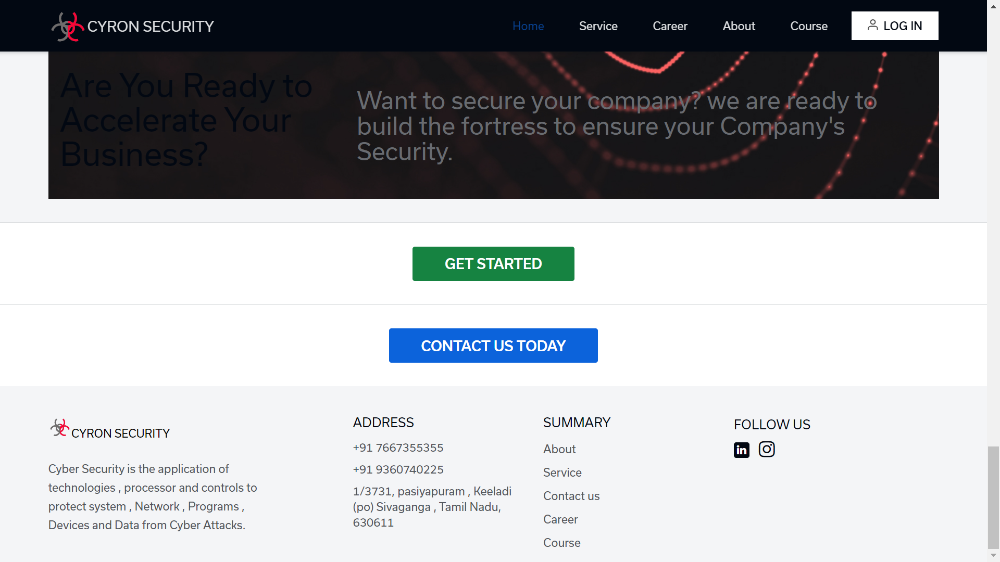 CYRON SECURITY
Home
Service
Career
About
Course
LOG IN
Are You Ready to
Accelerate Your
Business?
Want to secure your company? we are ready to
build the fortress to ensure your Company's
Security.
GET STARTED
CONTACT US TODAY
CYRON SECURITY
Cyber Security is the application of
technologies , processor and controls to
protect system , Network , Programs ,
Devices and Data from Cyber Attacks.
ADDRESS
+91 7667355355
+91 9360740225
1/3731, pasiyapuram , Keeladi
(po) Sivaganga , Tamil Nadu,
630611
SUMMARY
About
Service
Contact us
Career
Course
FOLLOW US
in